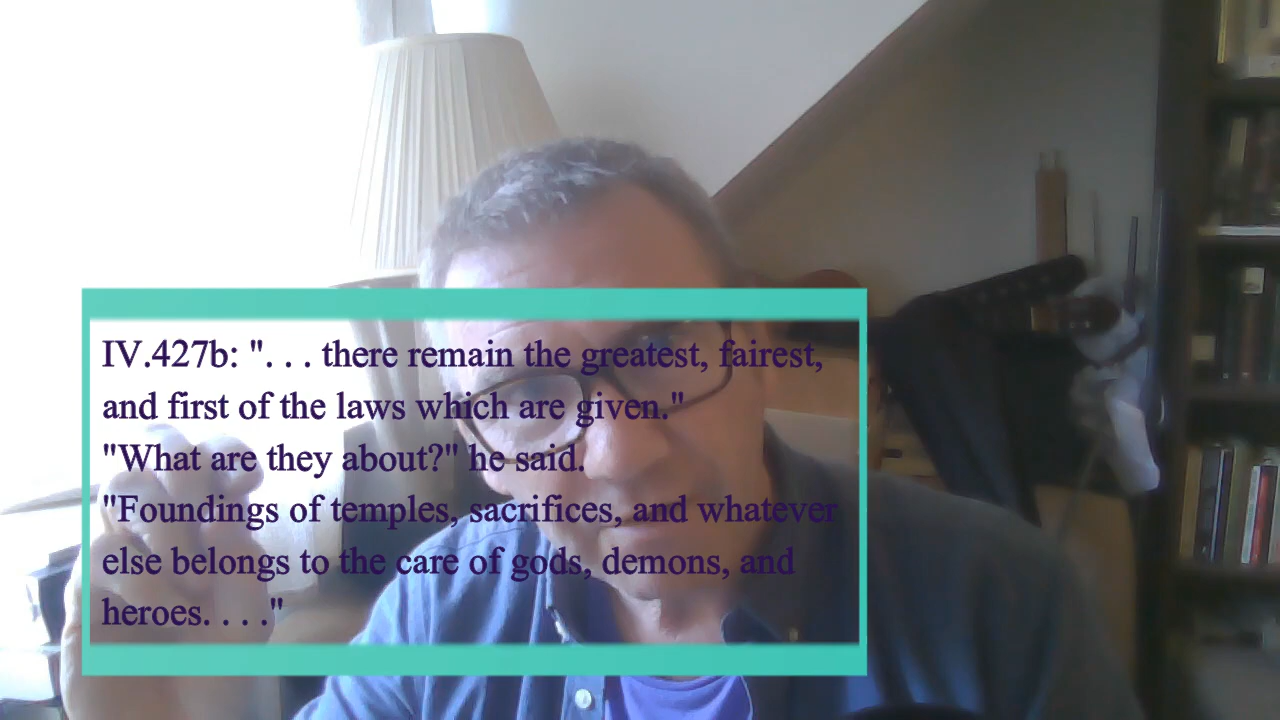 IV.427b: ". . . there remain the greatest, fairest,
and first of the laws which are given."
"What are they about?" he said.
"Foundings of temples, sacrifices, and whatever
else belongs to the care of gods, demons, and
heroes. . . ."